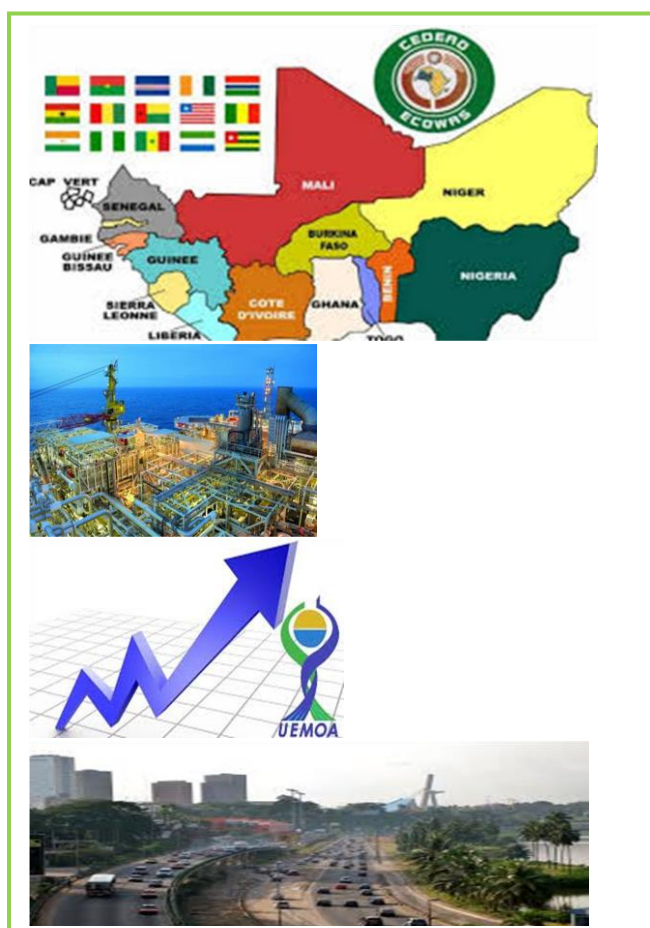 CEDEAO
ECOWAS
MALI
NIGER
CAP VERT
SENEGAL
GAMBIE
GUINEE
BISSAU
GUINEE
BURKINA
FASO
NIGERIA
BENIN
SIERRA
LEONNE
COTE
D'IVOIRE
GHANA
LIBERIA
TOGO
UEMOA